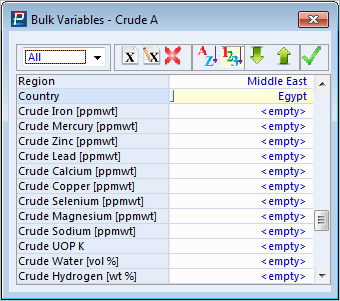 Bulk Variables - Crude A
All
Region Middle East
Country Egypt
Crude Iron [ppmwt] <empty>
Crude Mercury [ppmwt] <empty>
Crude Zinc [ppmwt] <empty>
Crude Lead [ppmwt] <empty>
Crude Calcium [ppmwt] <empty>
Crude Copper [ppmwt] <empty>
Crude Selenium [ppmwt] <empty>
Crude Magnesium [ppmwt] <empty>
Crude Sodium [ppmwt] <empty>
Crude UOP K <empty>
Crude Water [vol %] <empty>
Crude Hydrogen [wt %] <empty>